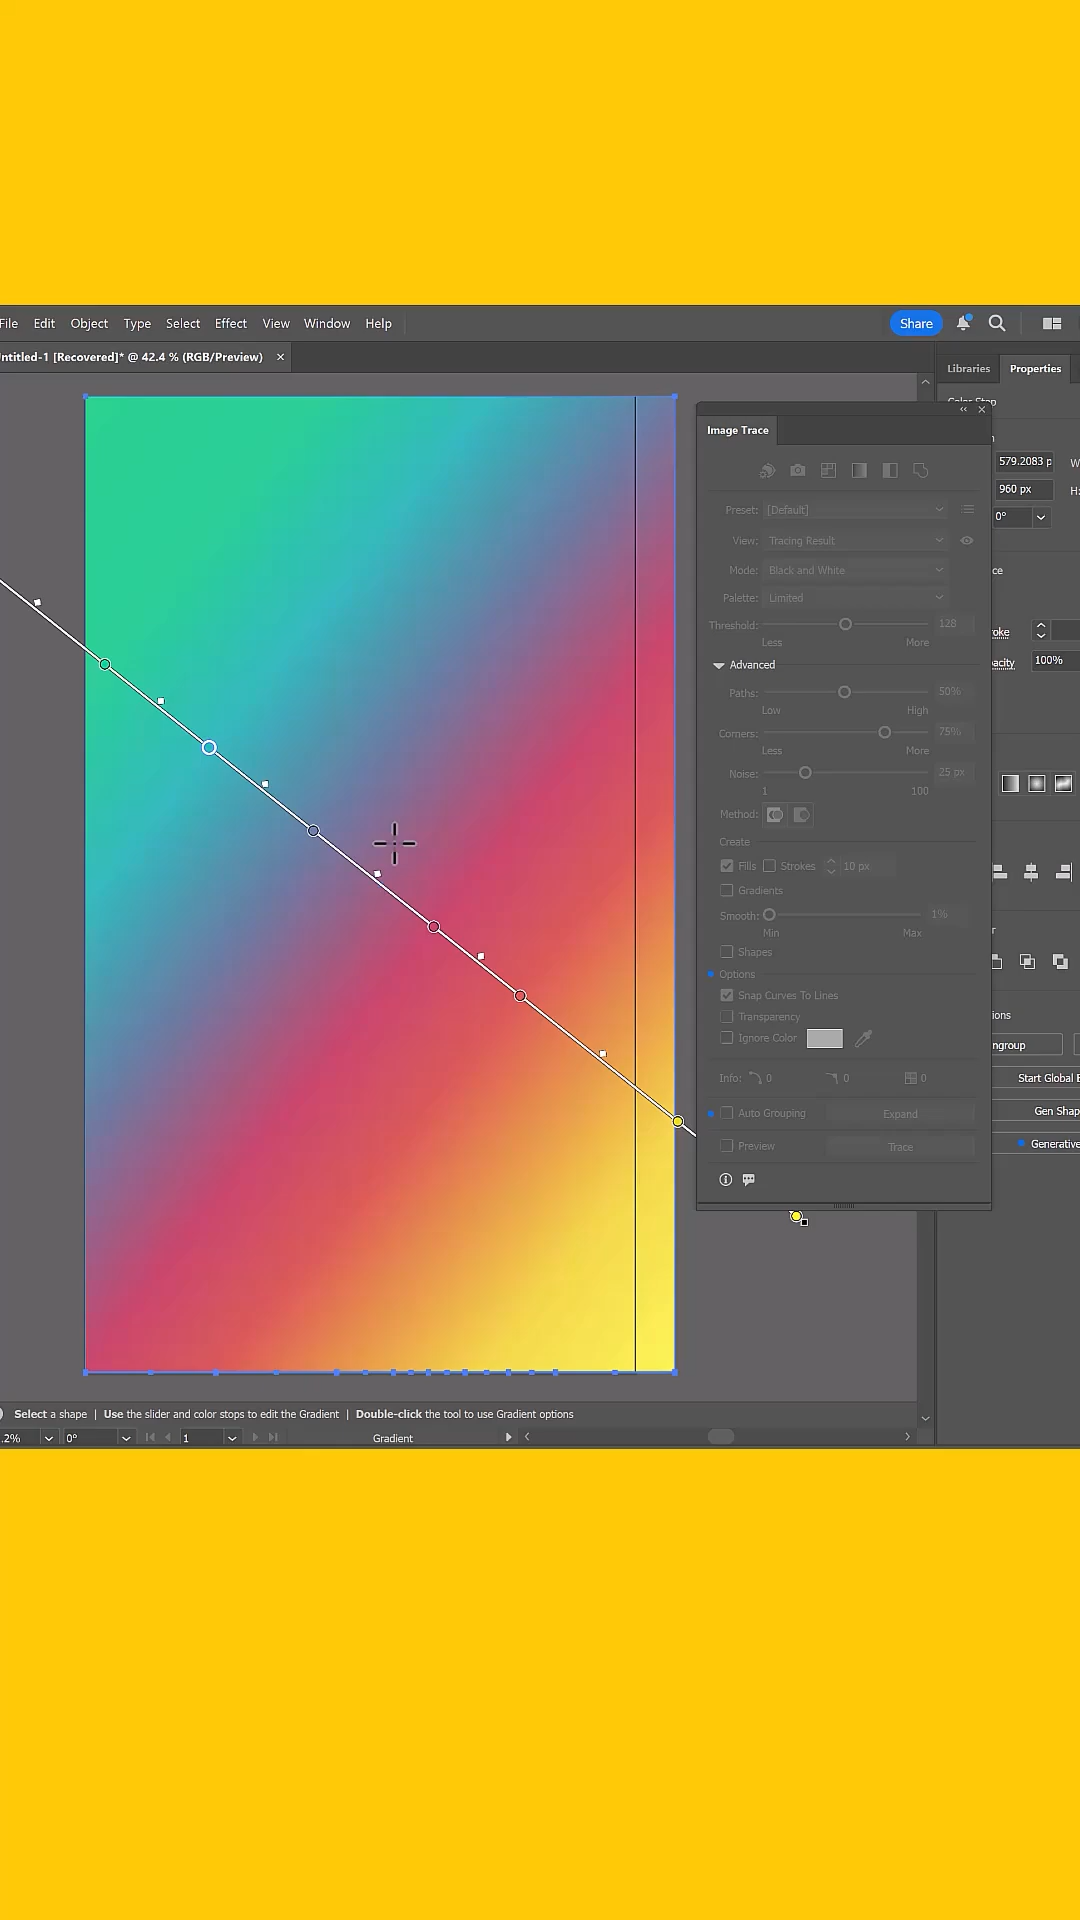 File Edit Object Type Select Effect View Window Help Share
ntitled-1 [Recovered]* @ 42.4 % (RGB/Preview) ×
Libraries Properties
Color Stop
Image Trace
579.2083 p W
960 px H:
0°
Preset: [Default]
View: Tracing Result
Mode: Black and White
ce
Palette: Limited
Threshold: 128
Less More
oke
Advanced
acity 100%
Paths: 50%
Low High
Corners: 75%
Less More
Noise: 25 px
1 100
Method:
Create
Fills Strokes 10 px
Gradients
Smooth: 1%
Min Max
r
Shapes
Options
Snap Curves To Lines
Transparency
ions
Ignore Color
ngroup
Info: 0 0 0
Start Global E
Auto Grouping Expand
Gen Shap
Preview Trace
Generative
Select a shape | Use the slider and color stops to edit the Gradient | Double-click the tool to use Gradient options
.2% 0° 1 Gradient